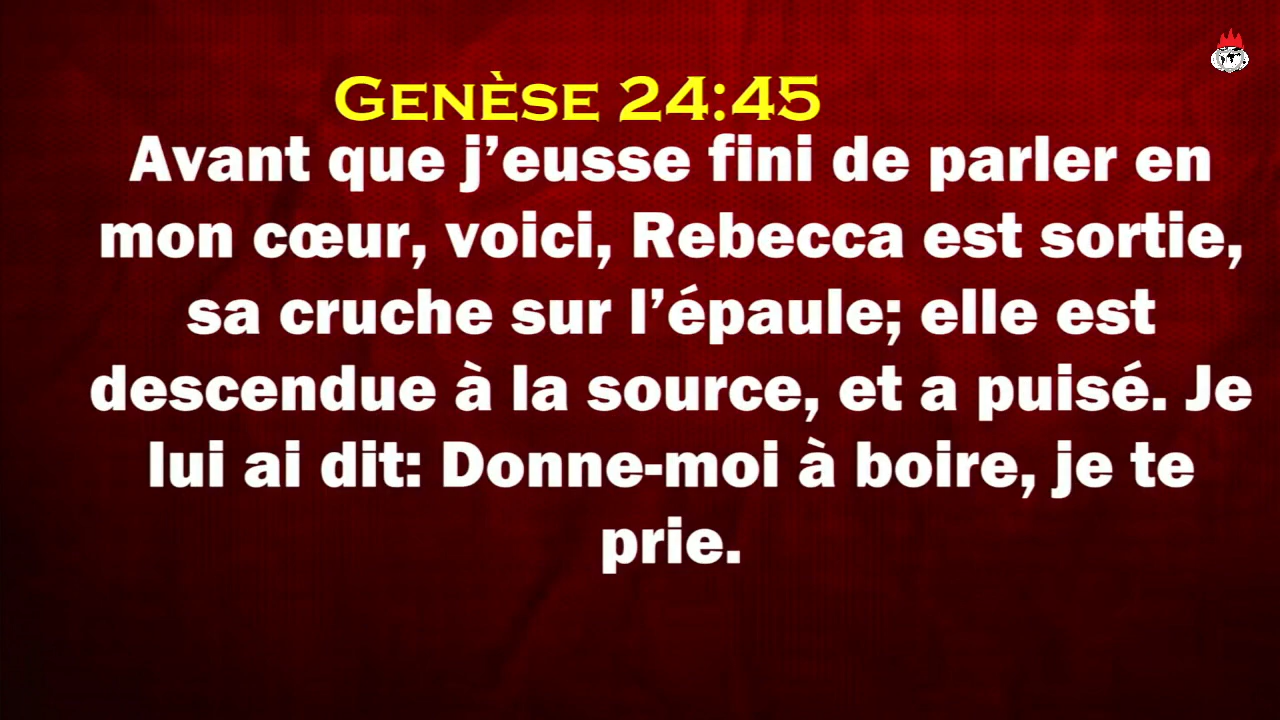 Genèse 24:45
Avant que j’eusse fini de parler en
mon cœur, voici, Rebecca est sortie,
sa cruche sur l’épaule; elle est
descendue à la source, et a puisé. Je
lui ai dit: Donne-moi à boire, je te
prie.